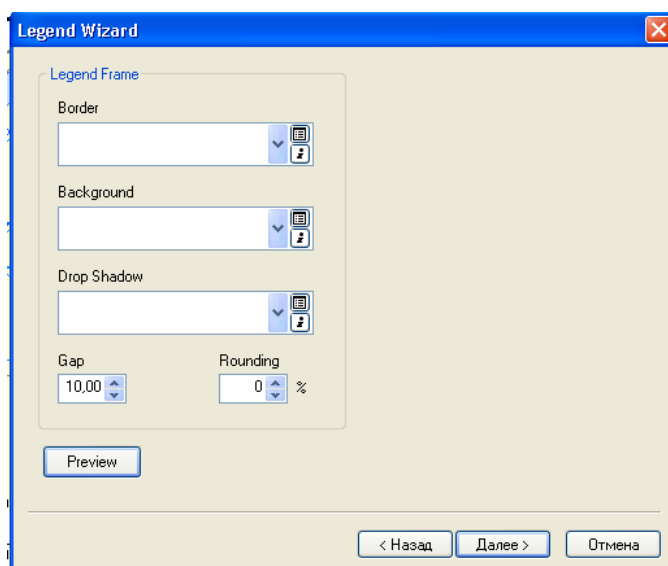 Legend Wizard
Legend Frame
Border
Background
Drop Shadow
Gap Rounding
10,00 0 %
Preview
< Назад Далее > Отмена